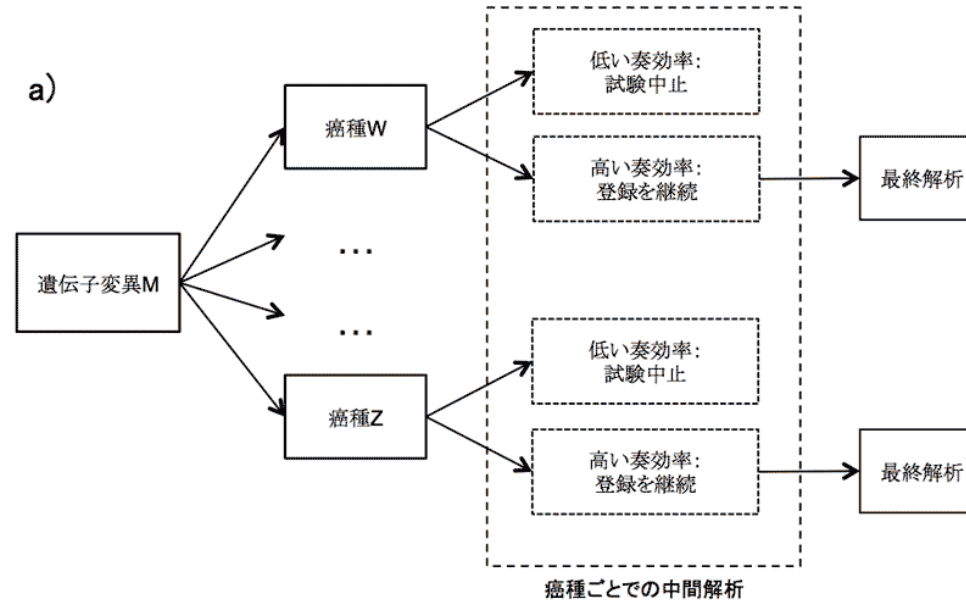 a)
遺伝子変異M
癌種W
…
…
癌種Z
低い奏効率:
試験中止
高い奏効率:
登録を継続
最終解析
低い奏効率:
試験中止
高い奏効率:
登録を継続
最終解析
癌種ごとでの中間解析